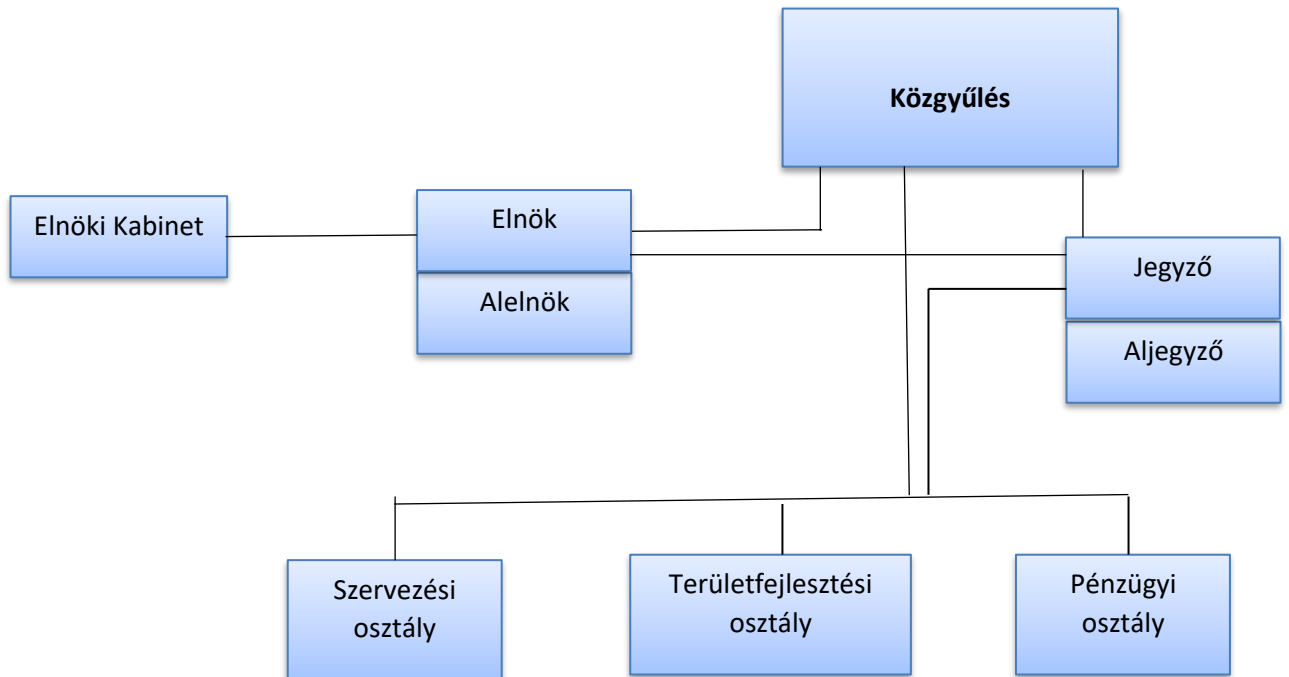 Közgyűlés
Elnöki Kabinet
Elnök
Alelnök
Jegyző
Aljegyző
Szervezési
osztály
Területfejlesztési
osztály
Pénzügyi
osztály